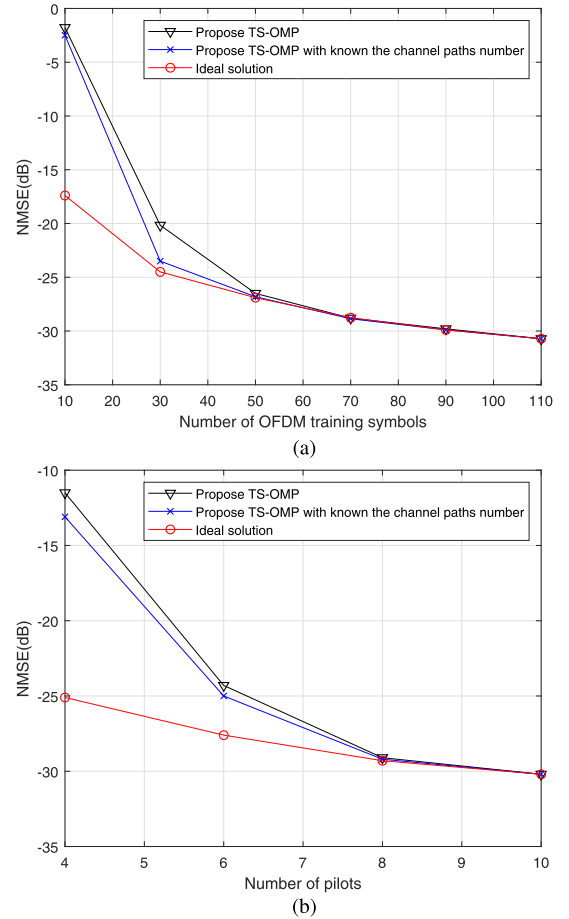 0
-5
-10
-15
-20
-25
-30
-35
NMSE(dB)
Propose TS-OMP
Propose TS-OMP with known the channel paths number
Ideal solution
10 20 30 40 50 60 70 80 90 100 110
Number of OFDM training symbols
(a)
-10
-15
-20
-25
-30
-35
NMSE(dB)
Propose TS-OMP
Propose TS-OMP with known the channel paths number
Ideal solution
4 5 6 7 8 9 10
Number of pilots
(b)